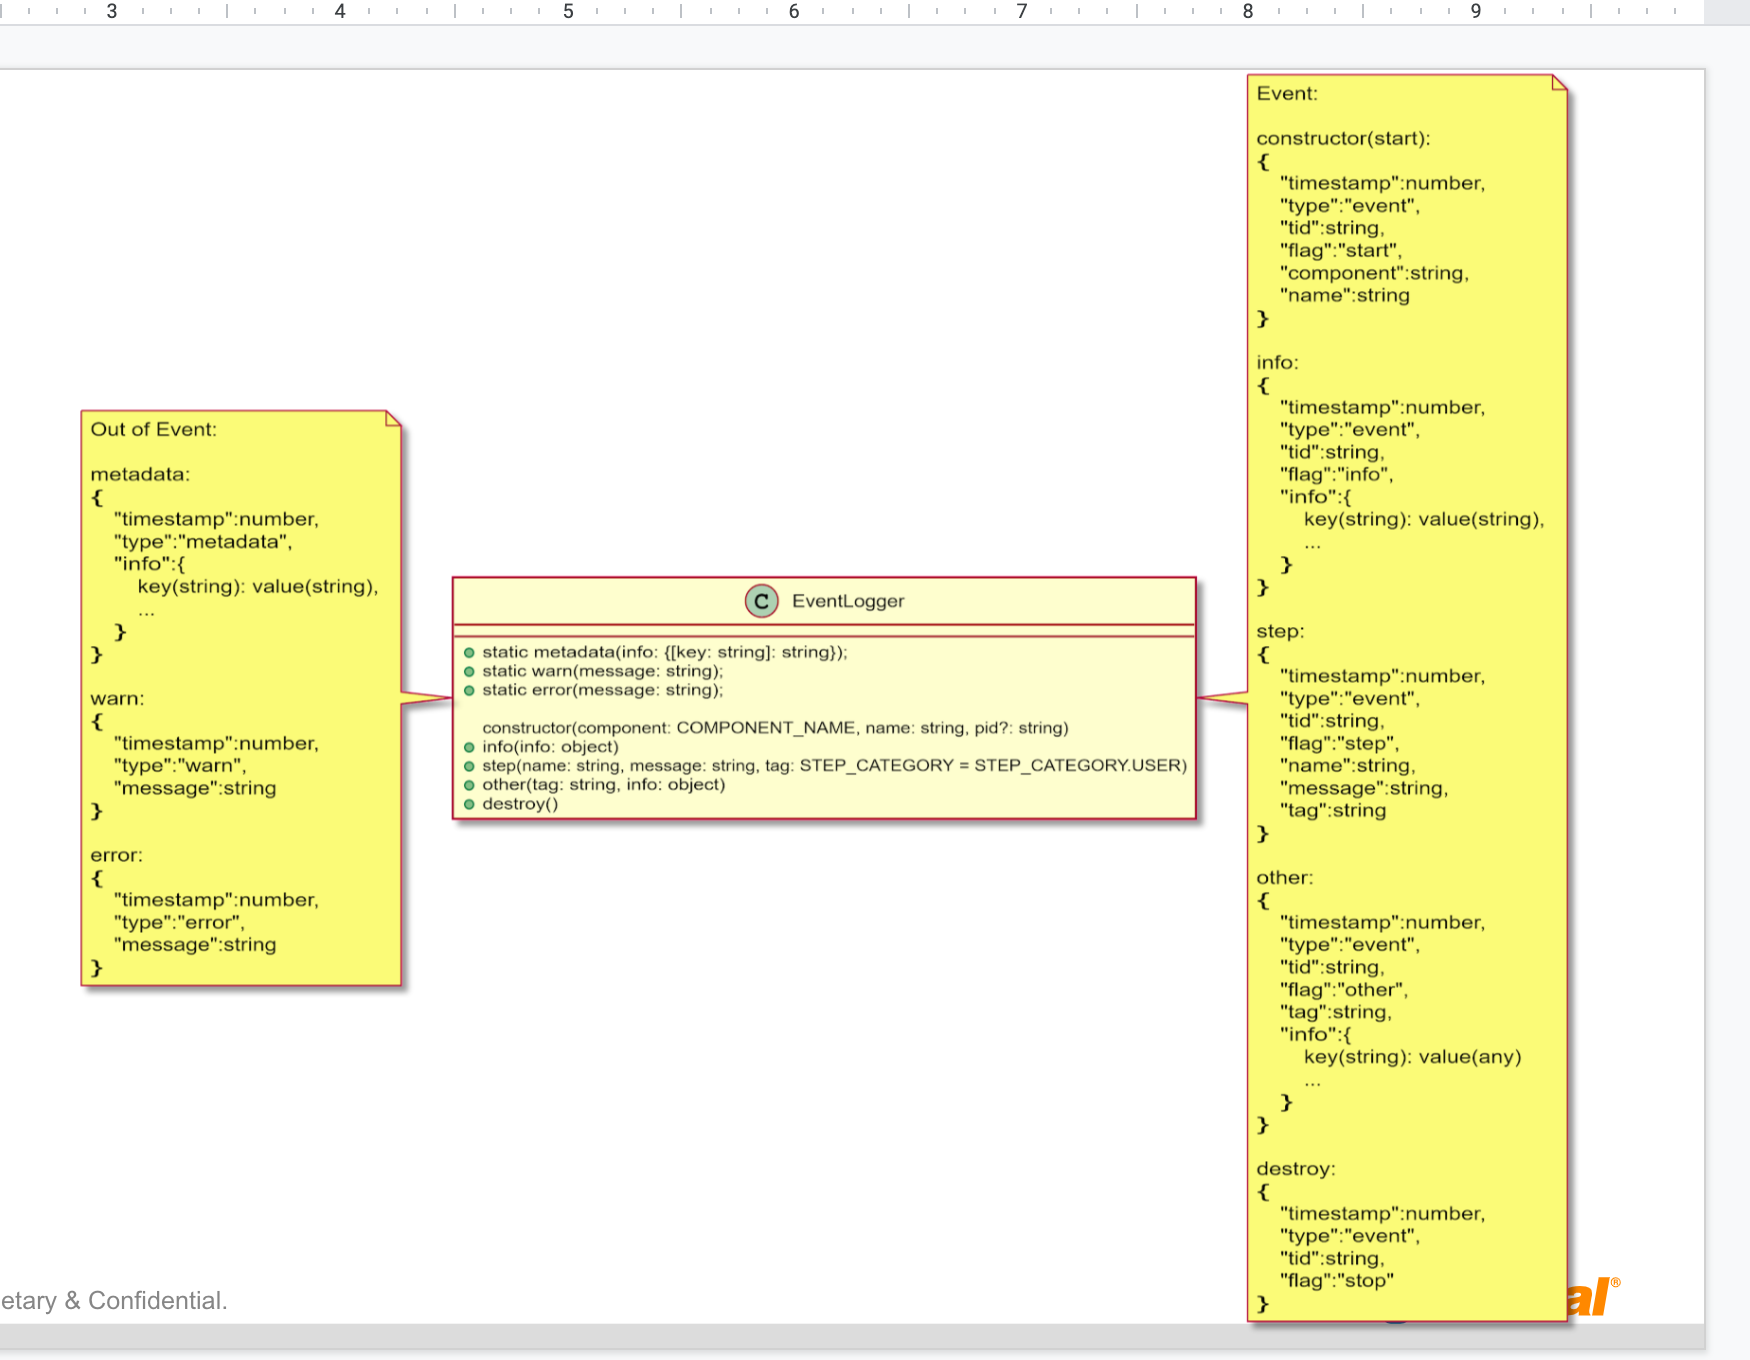 3 4 5 6 7 8 9
Out of Event:
metadata:
{
"timestamp":number,
"type":"metadata",
"info":{
key(string): value(string),
...
}
}
warn:
{
"timestamp":number,
"type":"warn",
"message":string
}
error:
{
"timestamp":number,
"type":"error",
"message":string
}
C EventLogger
static metadata(info: {[key: string]: string});
static warn(message: string);
static error(message: string);
constructor(component: COMPONENT_NAME, name: string, pid?: string)
info(info: object)
step(name: string, message: string, tag: STEP_CATEGORY = STEP_CATEGORY.USER)
other(tag: string, info: object)
destroy()
Event:
constructor(start):
{
"timestamp":number,
"type":"event",
"tid":string,
"flag":"start",
"component":string,
"name":string
}
info:
{
"timestamp":number,
"type":"event",
"tid":string,
"flag":"info",
"info":{
key(string): value(string),
...
}
}
step:
{
"timestamp":number,
"type":"event",
"tid":string,
"flag":"step",
"name":string,
"message":string,
"tag":string
}
other:
{
"timestamp":number,
"type":"event",
"tid":string,
"flag":"other",
"tag":string,
"info":{
key(string): value(any)
...
}
}
destroy:
{
"timestamp":number,
"type":"event",
"tid":string,
"flag":"stop"
}
etary & Confidential.
al®